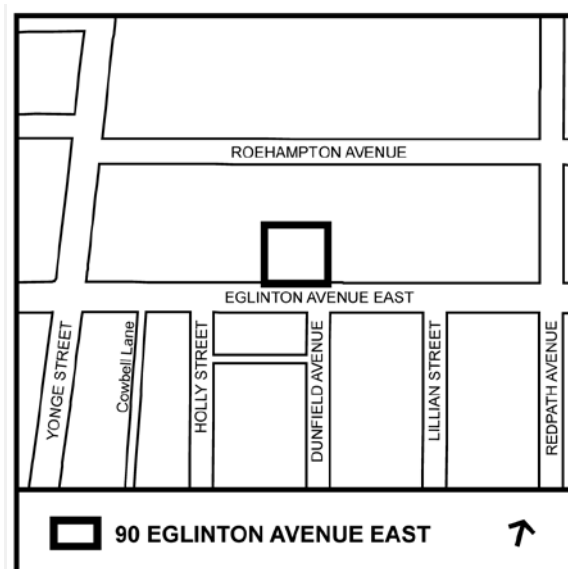 ROEHAMPTON AVENUE
EGLINTON AVENUE EAST
YONGE STREET
Cowbell Lane
HOLLY STREET
DUNFIELD AVENUE
LILLIAN STREET
REDPATH AVENUE
90 EGLINTON AVENUE EAST